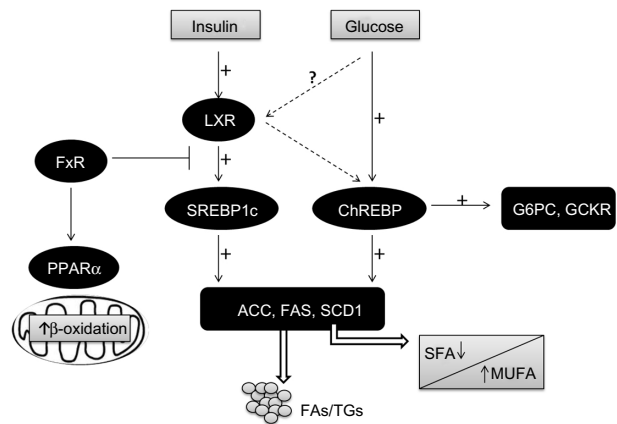 Insulin
Glucose
+
?
LXR
+
FxR
+
SREBP1c
ChREBP
+
G6PC, GCKR
+
+
PPARα
ACC, FAS, SCD1
↑β-oxidation
SFA↓
↑MUFA
FAs/TGs